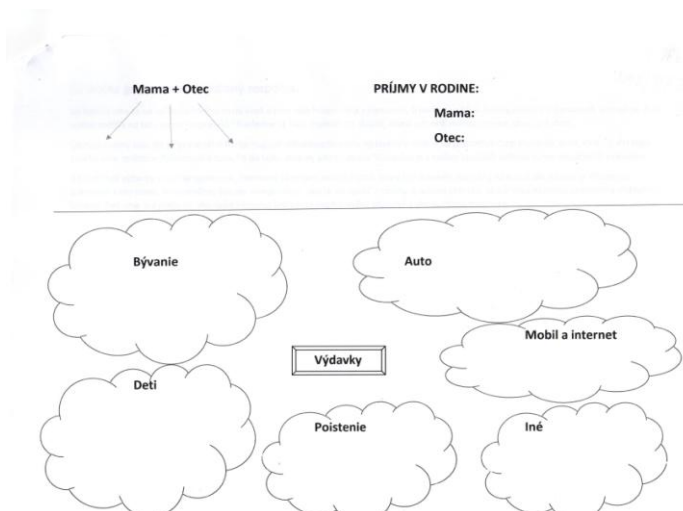 Mama + Otec
PRÍJMY V RODINE:
Mama:
Otec:
Bývanie
Auto
Mobil a internet
Výdavky
Deti
Poistenie
Iné